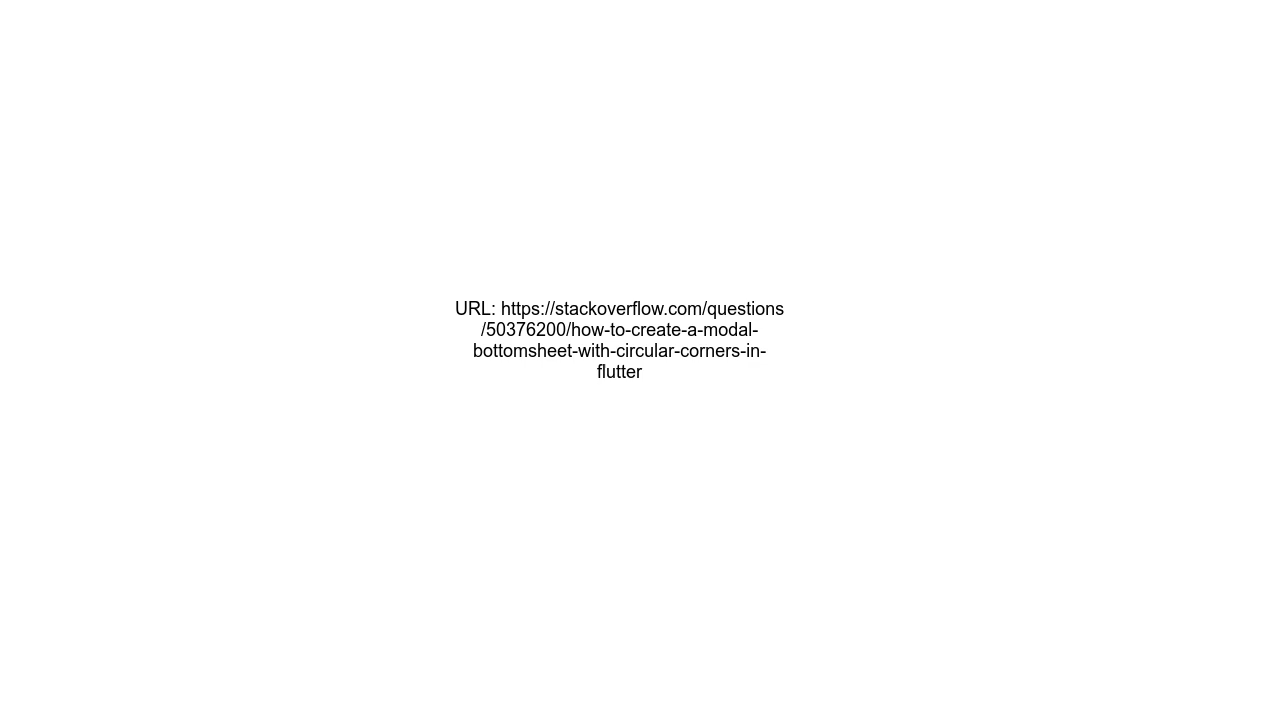 URL: https://stackoverflow.com/questions
/50376200/how-to-create-a-modal-
bottomsheet-with-circular-corners-in-
flutter